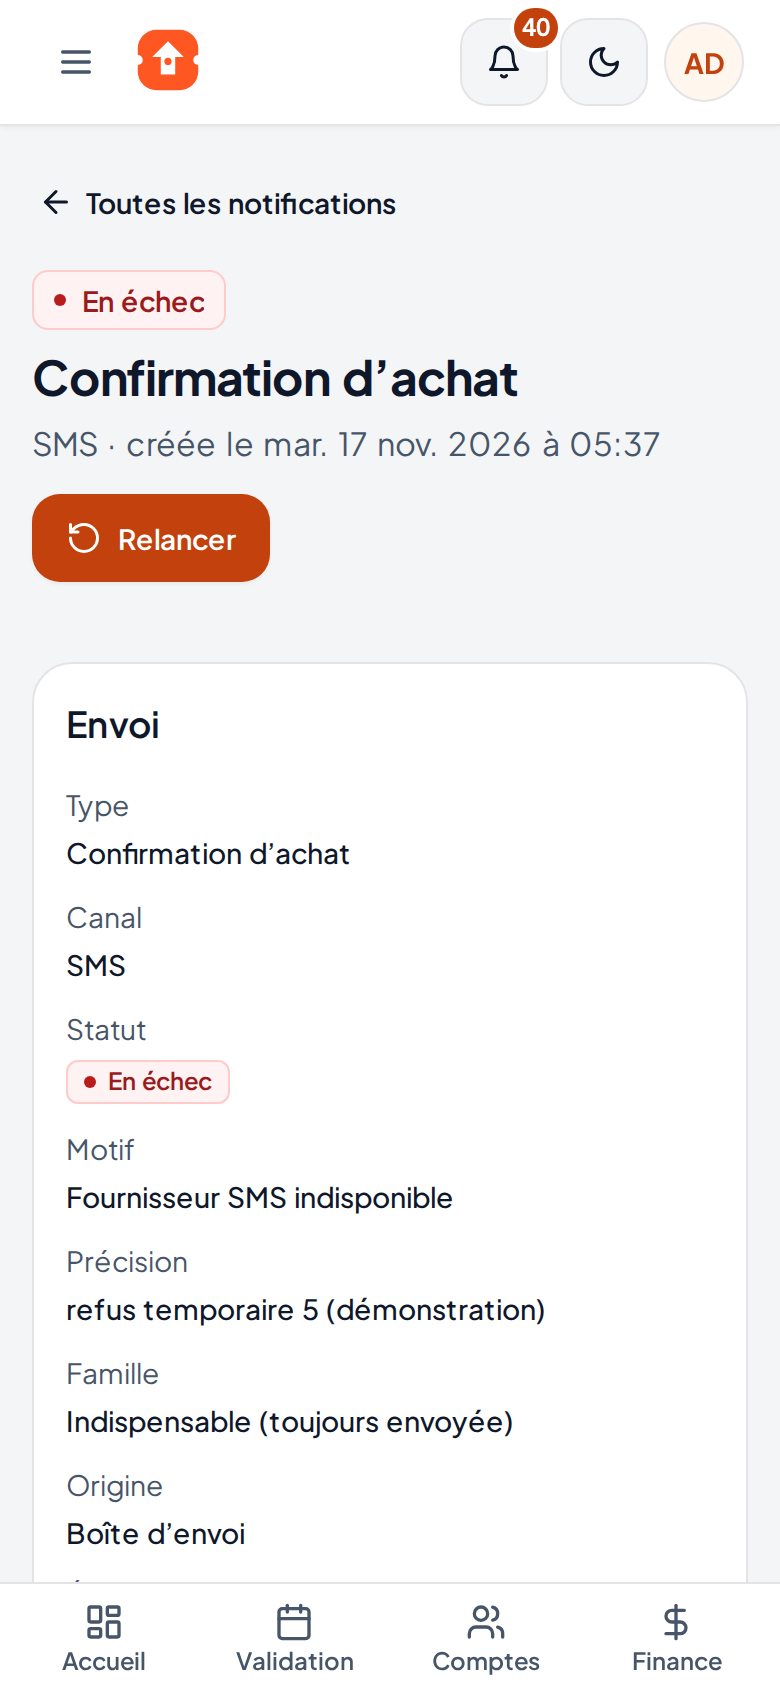 40
AD
Toutes les notifications
En échec
Confirmation d’achat
SMS · créée le mar. 17 nov. 2026 à 05:37
Relancer
Envoi
Type
Confirmation d’achat
Canal
SMS
Statut
En échec
Motif
Fournisseur SMS indisponible
Précision
refus temporaire 5 (démonstration)
Famille
Indispensable (toujours envoyée)
Origine
Boîte d’envoi
Accueil
Validation
Comptes
Finance